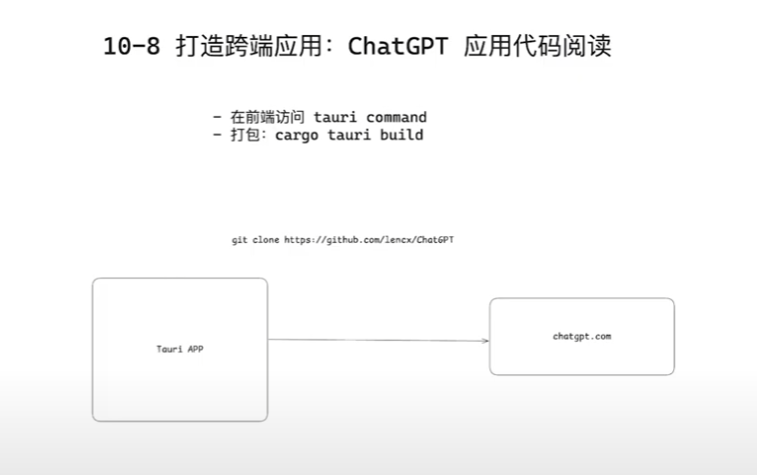 10-8 打造跨端应用：ChatGPT 应用代码阅读
- 在前端访问 tauri command
- 打包：cargo tauri build
git clone https://github.com/lencx/ChatGPT
Tauri APP
chatgpt.com